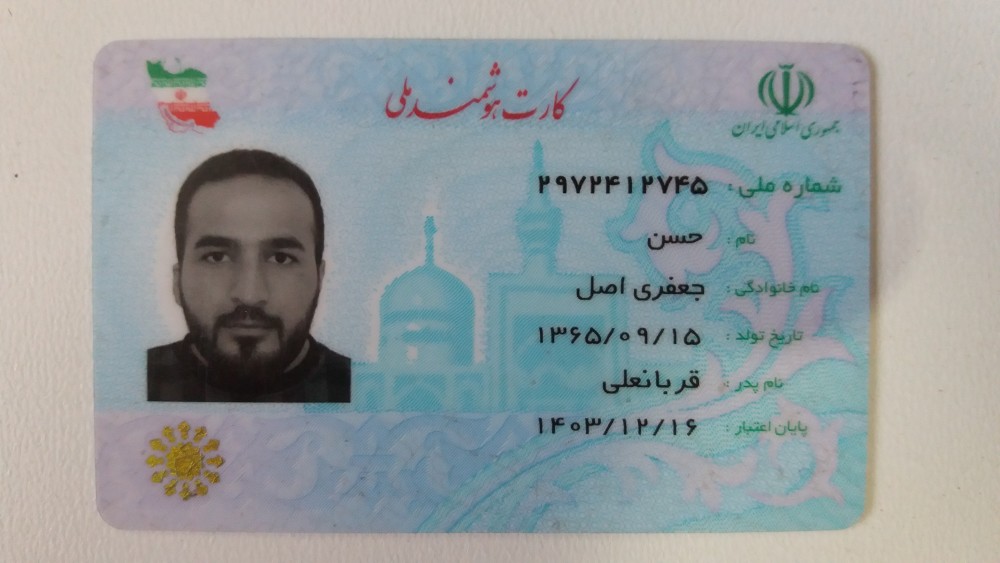 کارت هوشمند ملی
جمهوری اسلامی ایران
شماره ملی : ۲۹۷۲۴۱۲۷۴۵
نام : حسن
نام خانوادگی : جعفری اصل
تاریخ تولد : ۱۳۶۵/۰۹/۱۵
نام پدر : قربانعلی
پایان اعتبار : ۱۴۰۳/۱۲/۱۶